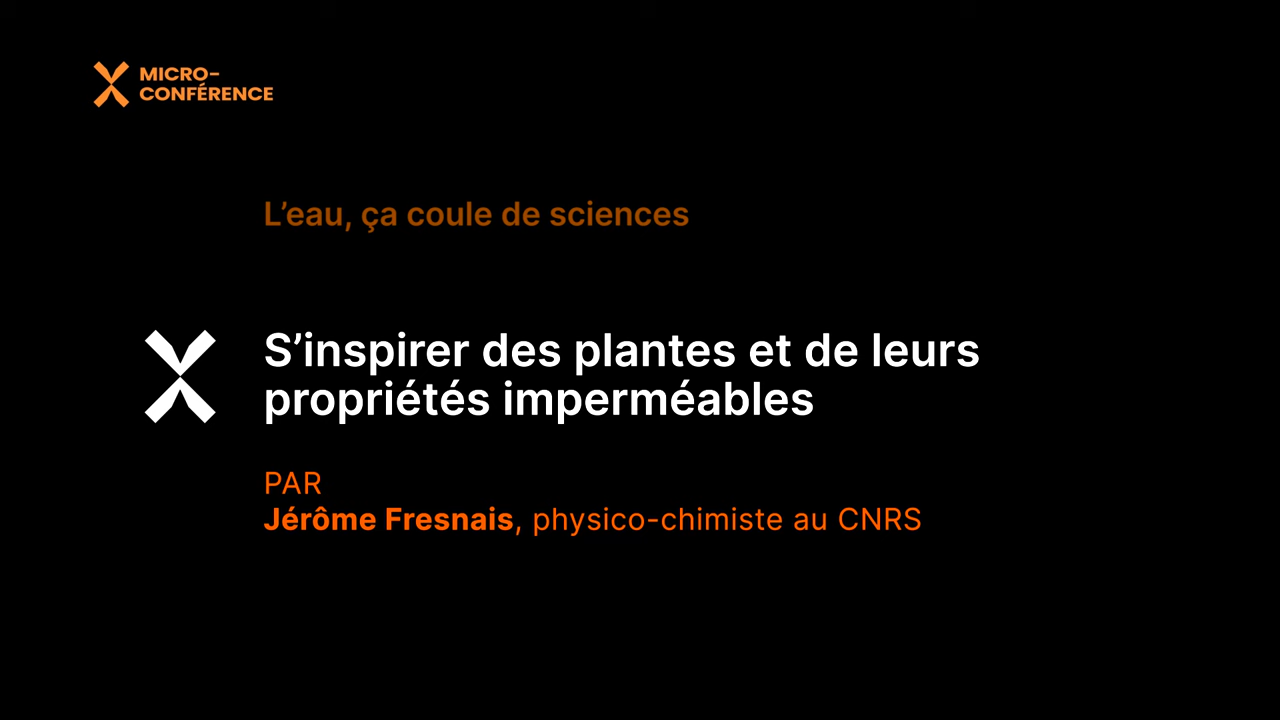 MICRO-
CONFÉRENCE
L’eau, ça coule de sciences
S’inspirer des plantes et de leurs
propriétés imperméables
PAR
Jérôme Fresnais, physico-chimiste au CNRS